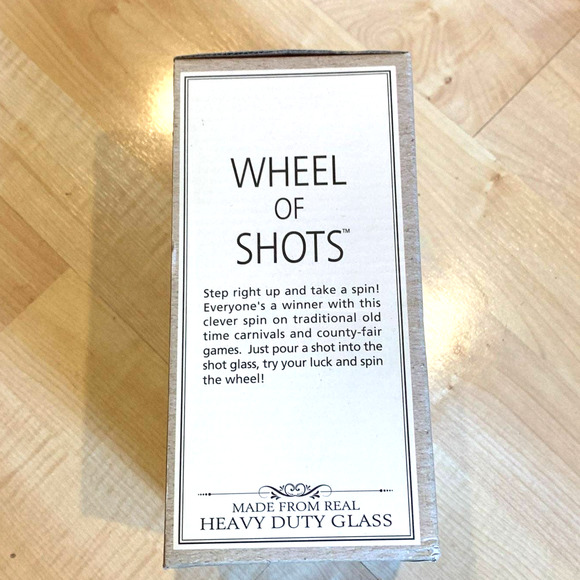 WHEEL
OF
SHOTS™
Step right up and take a spin!
Everyone's a winner with this
clever spin on traditional old
time carnivals and county-fair
games. Just pour a shot into the
shot glass, try your luck and spin
the wheel!
MADE FROM REAL
HEAVY DUTY GLASS